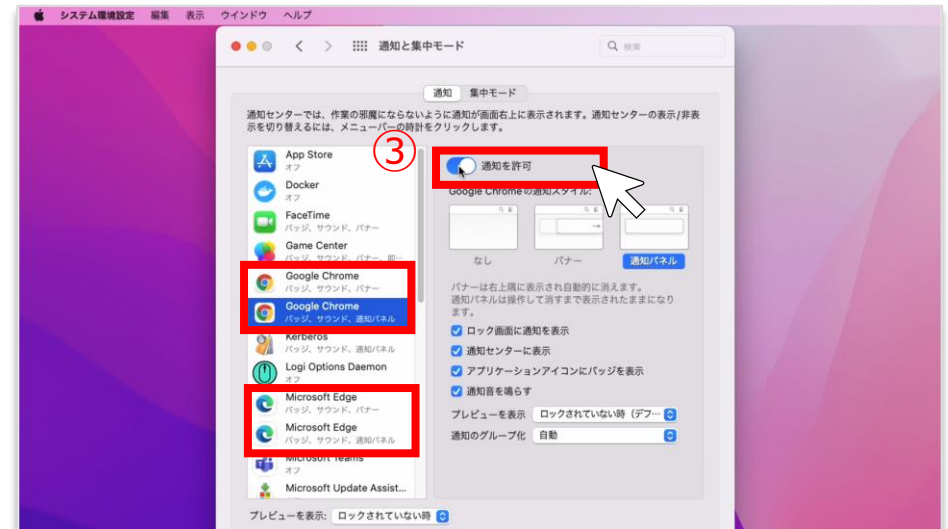 システム環境設定 編集 表示 ウインドウ ヘルプ
通知と集中モード
検索
通知 集中モード
通知センターでは、作業の邪魔にならないように通知が画面右上に表示されます。通知センターの表示/非表
示を切り替えるには、メニューバーの時計をクリックします。
③
App Store
オフ
Docker
オフ
FaceTime
バッジ、サウンド、バナー
Game Center
バッジ、サウンド、バナー、即…
Google Chrome
バッジ、サウンド、バナー
Google Chrome
バッジ、サウンド、通知パネル
Kerberos
バッジ、サウンド、通知パネル
Logi Options Daemon
オフ
Microsoft Edge
バッジ、サウンド、バナー
Microsoft Edge
バッジ、サウンド、通知パネル
Microsoft Teams
オフ
Microsoft Update Assist...
通知を許可
Google Chromeの通知スタイル:
なし バナー 通知パネル
バナーは右上隅に表示され自動的に消えます。
通知パネルは操作して消すまで表示されたままになり
ます。
ロック画面に通知を表示
通知センターに表示
アプリケーションアイコンにバッジを表示
通知音を鳴らす
プレビューを表示 ロックされていない時（デフ…
通知のグループ化 自動
プレビューを表示: ロックされていない時